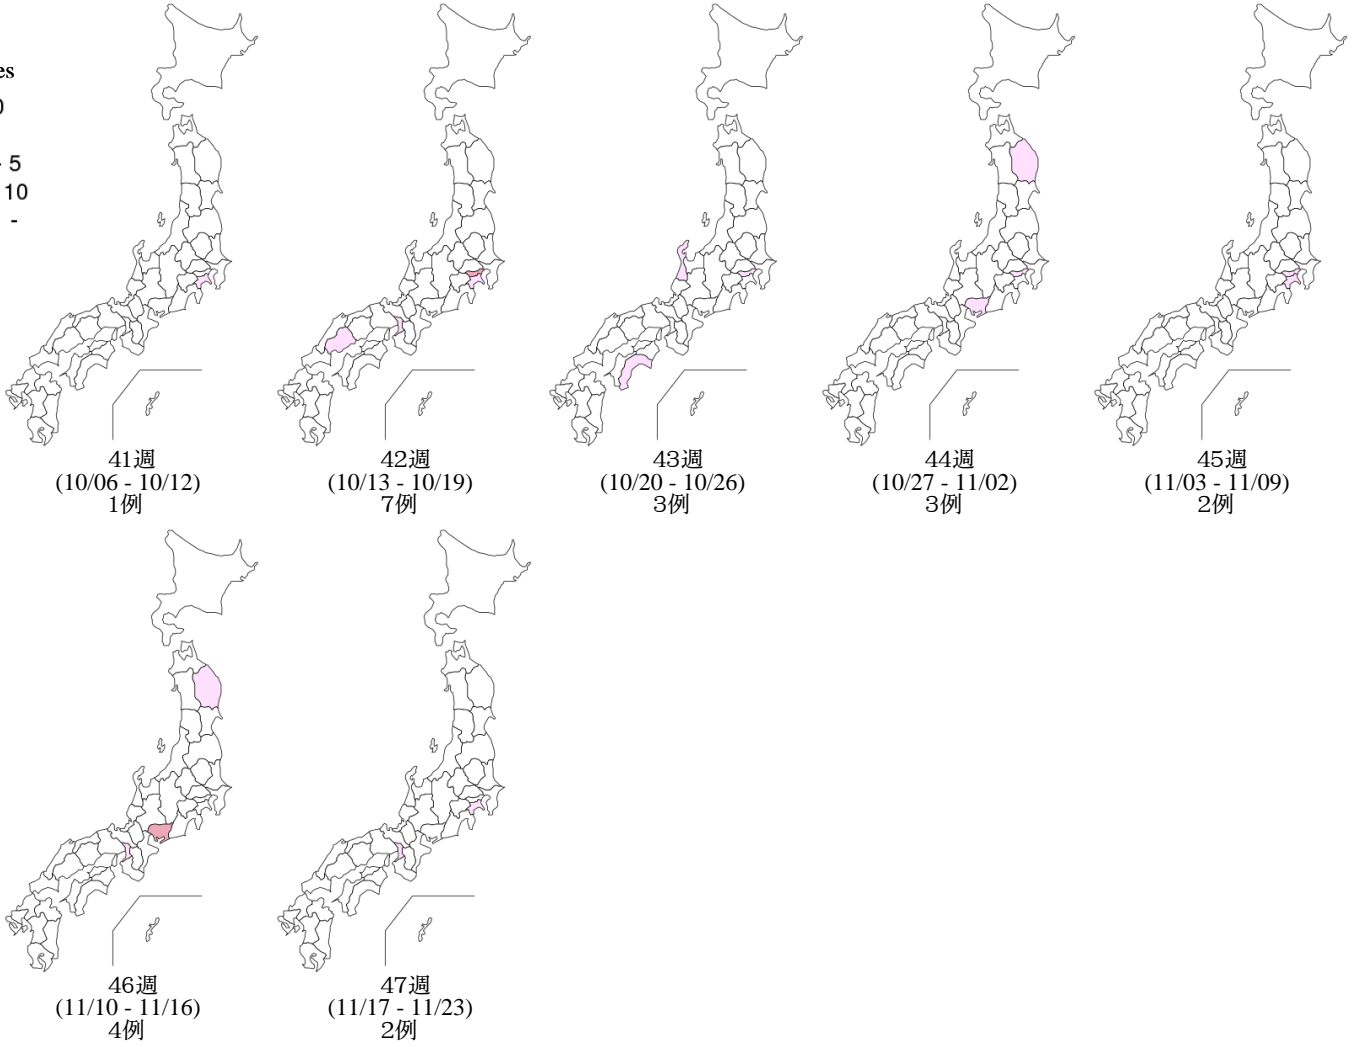 es
0
- 5
10
-
41週
(10/06 - 10/12)
1例
42週
(10/13 - 10/19)
7例
43週
(10/20 - 10/26)
3例
44週
(10/27 - 11/02)
3例
45週
(11/03 - 11/09)
2例
46週
(11/10 - 11/16)
4例
47週
(11/17 - 11/23)
2例